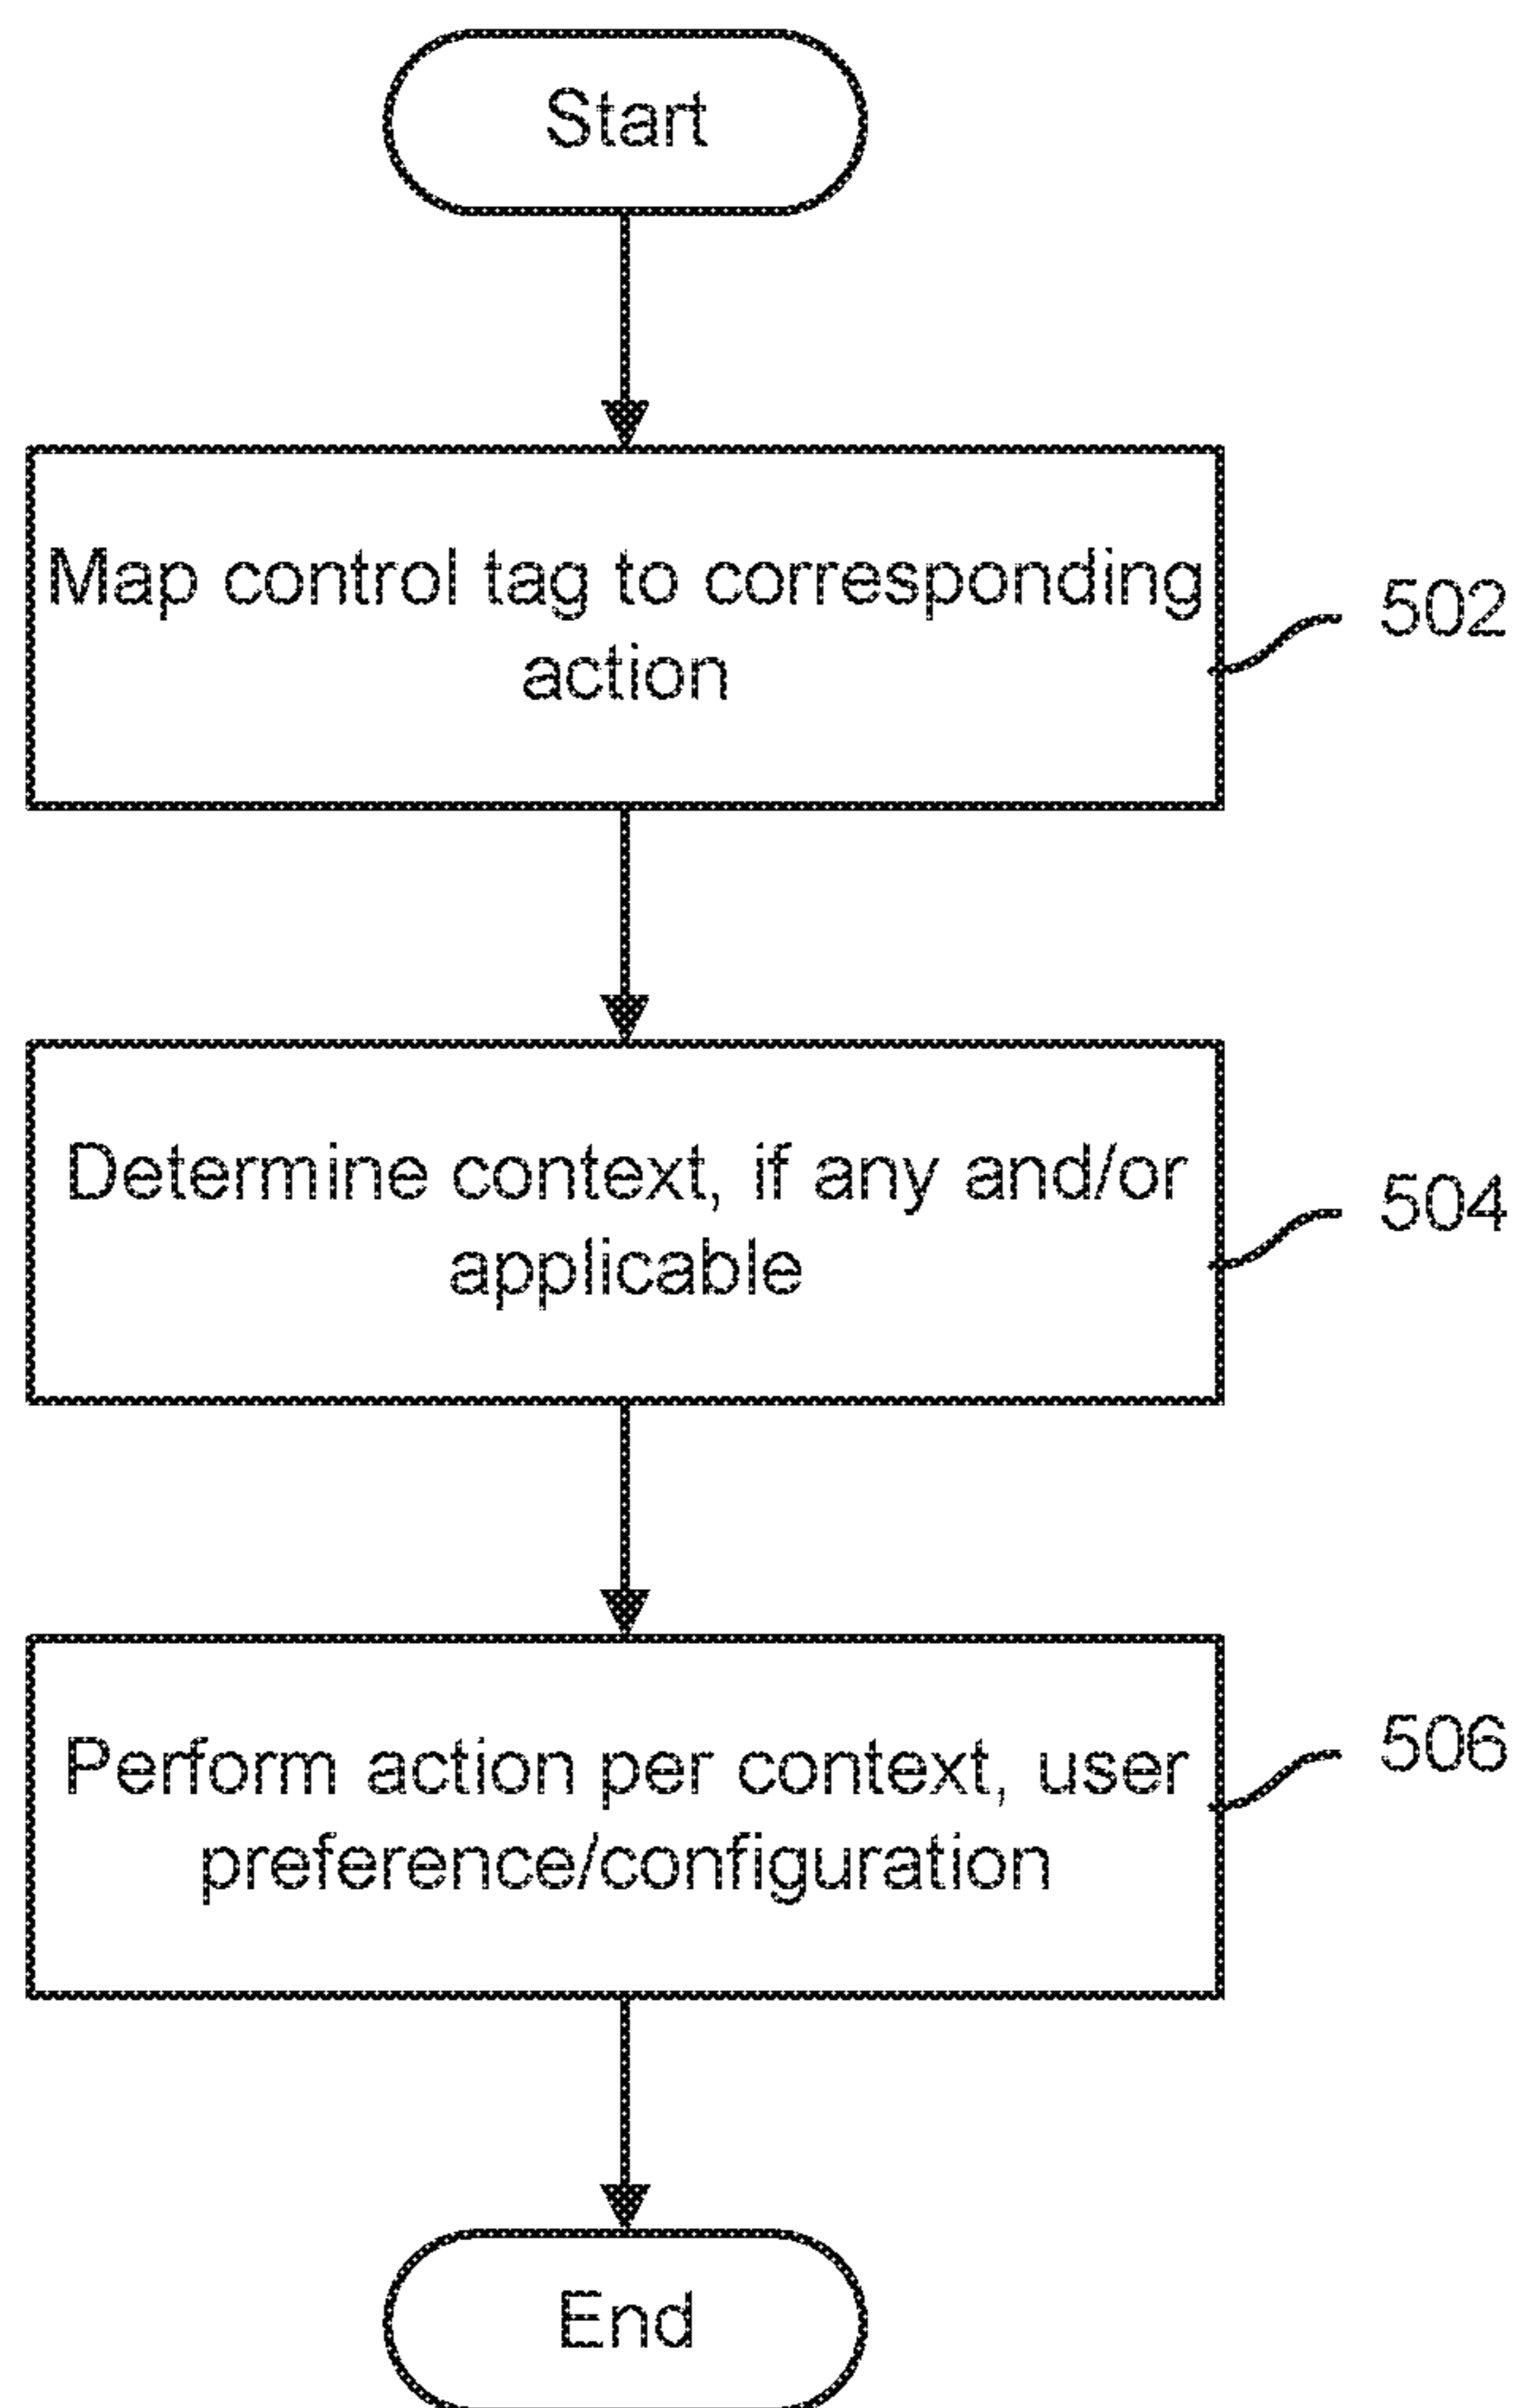 Start
Map control tag to corresponding
action
502
Determine context, if any and/or
applicable
504
Perform action per context, user
preference/configuration
506
End